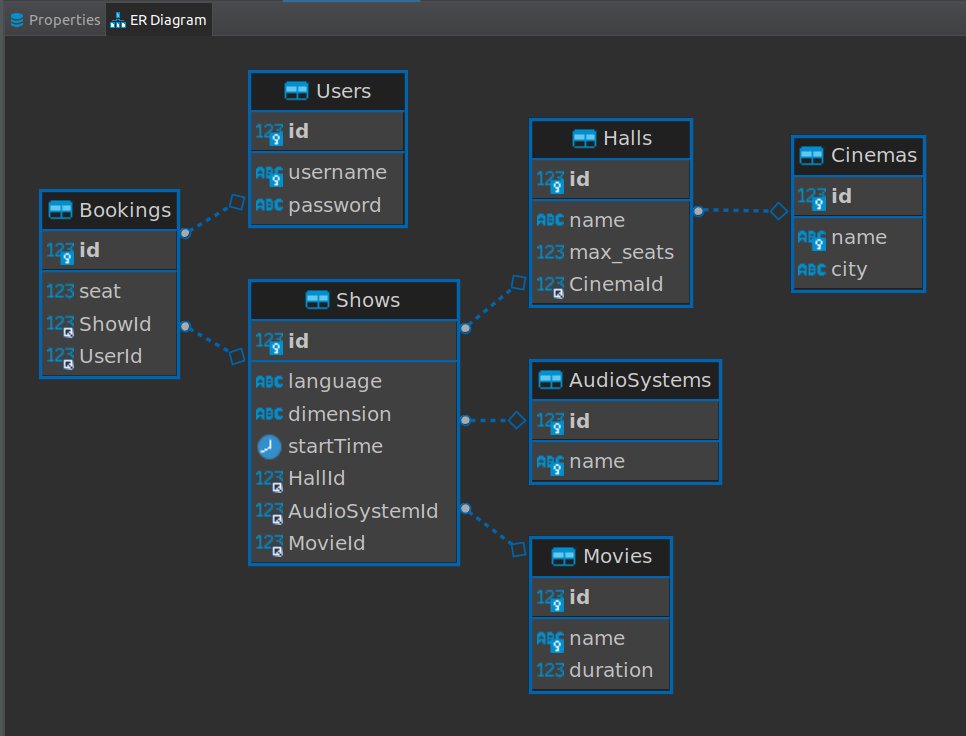 Properties
ER Diagram
Users
123 id
ABC username
ABC password
Bookings
123 id
123 seat
123 ShowId
123 UserId
Shows
123 id
ABC language
ABC dimension
startTime
123 HallId
123 AudioSystemId
123 MovieId
Halls
123 id
ABC name
123 max_seats
123 CinemaId
Cinemas
123 id
ABC name
ABC city
AudioSystems
123 id
ABC name
Movies
123 id
ABC name
123 duration